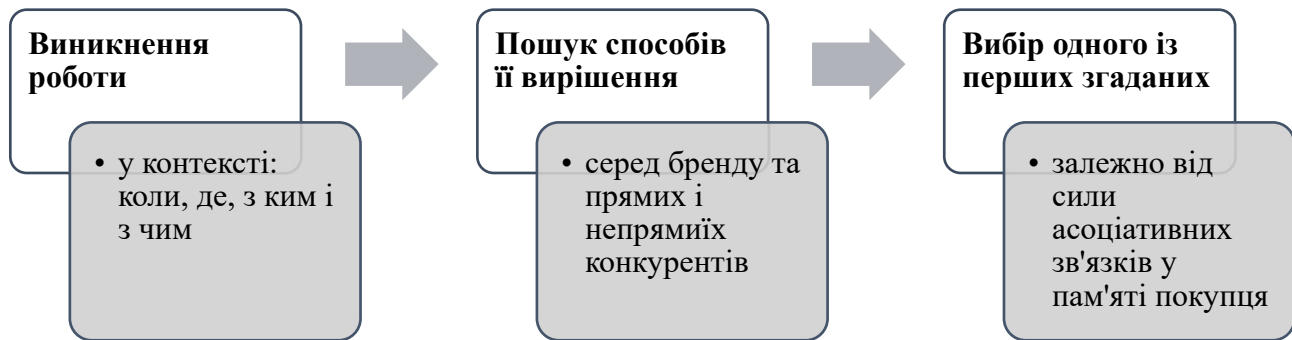 Виникнення
роботи
• у контексті:
коли, де, з ким і
з чим
Пошук способів
її вирішення
• серед бренду та
прямих і
непрямиїх
конкурентів
Вибір одного із
перших згаданих
• залежно від
сили
асоціативних
зв'язків у
пам'яті покупця